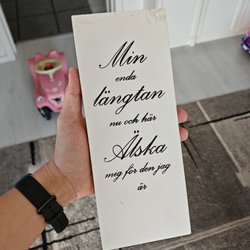 Min
enda
längtan
nu och här
Älska
mig för den jag
är